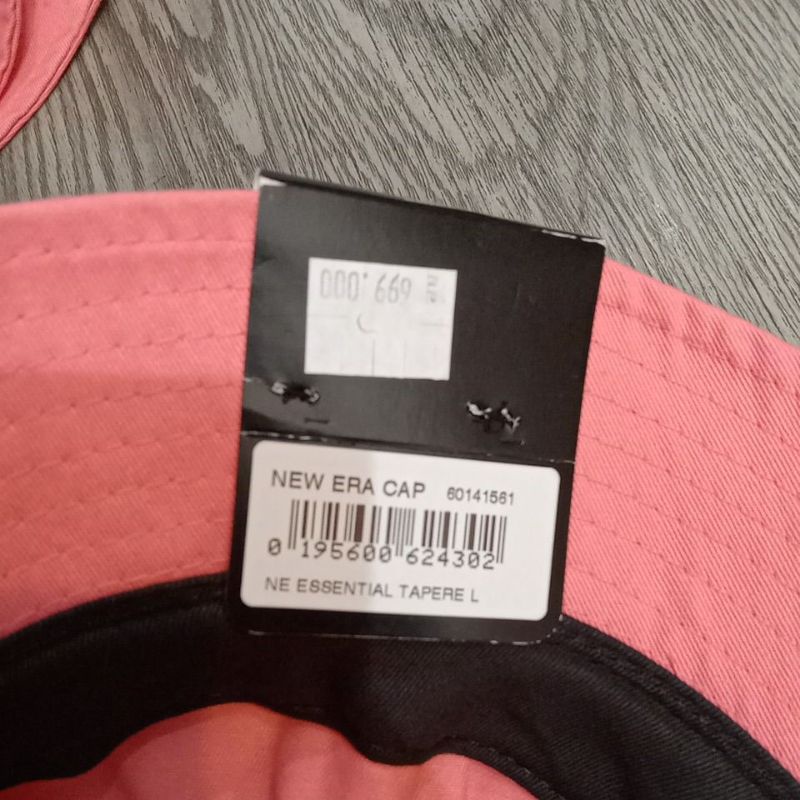 699.000
NEW ERA CAP 60141561
0 195600 624302
NE ESSENTIAL TAPERE L